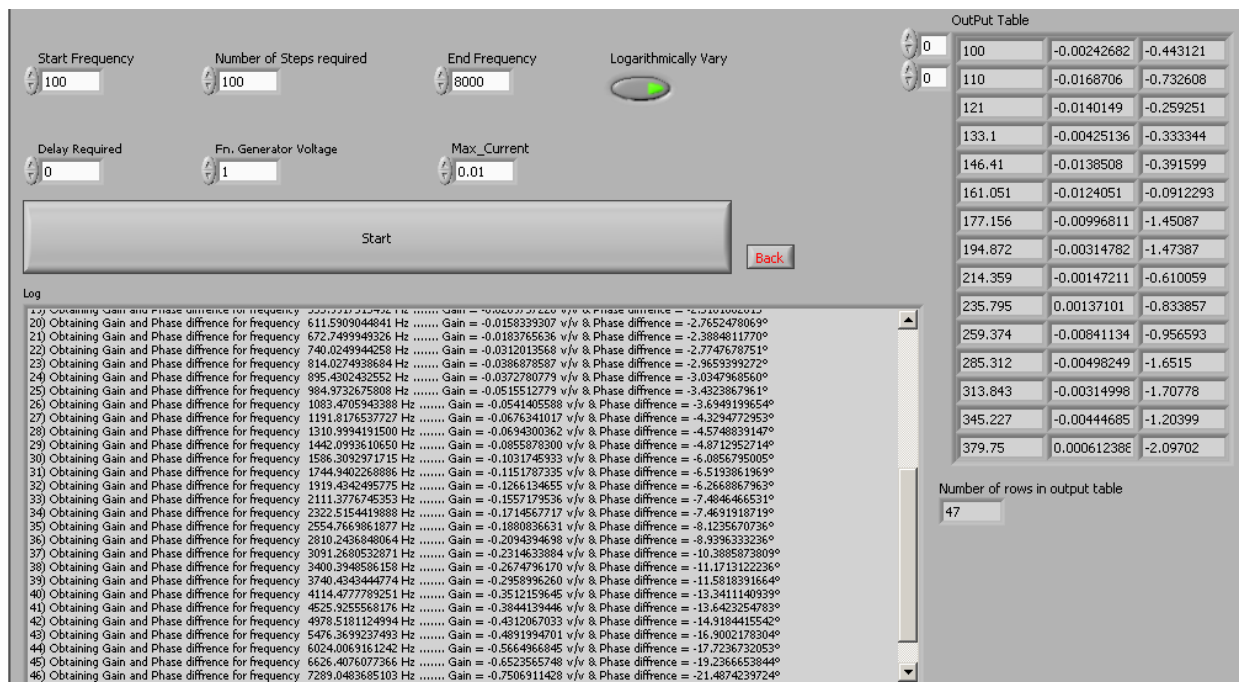 Start Frequency
100
Number of Steps required
100
End Frequency
8000
Logarithmically Vary
Delay Required
0
Fn. Generator Voltage
1
Max_Current
0.01
Start
Back
Log
20) Obtaining Gain and Phase diffrence for frequency 611.5909044841 Hz ....... Gain = -0.0158339307 v/v & Phase diffrence = -2.7652478069º
21) Obtaining Gain and Phase diffrence for frequency 672.7499949326 Hz ....... Gain = -0.0183765636 v/v & Phase diffrence = -2.3884811770º
22) Obtaining Gain and Phase diffrence for frequency 740.0249944258 Hz ....... Gain = -0.0312013568 v/v & Phase diffrence = -2.7747678751º
23) Obtaining Gain and Phase diffrence for frequency 814.0274938684 Hz ....... Gain = -0.0386878587 v/v & Phase diffrence = -2.9659399272º
24) Obtaining Gain and Phase diffrence for frequency 895.4302432552 Hz ....... Gain = -0.0372780779 v/v & Phase diffrence = -3.0347968560º
25) Obtaining Gain and Phase diffrence for frequency 984.9732675808 Hz ....... Gain = -0.0515512779 v/v & Phase diffrence = -3.4323867961º
26) Obtaining Gain and Phase diffrence for frequency 1083.4705943388 Hz ....... Gain = -0.0541405588 v/v & Phase diffrence = -3.6949199654º
27) Obtaining Gain and Phase diffrence for frequency 1191.8176537727 Hz ....... Gain = -0.0676341017 v/v & Phase diffrence = -4.3294772953º
28) Obtaining Gain and Phase diffrence for frequency 1310.9994191500 Hz ....... Gain = -0.0694300362 v/v & Phase diffrence = -4.5748839147º
29) Obtaining Gain and Phase diffrence for frequency 1442.0993610650 Hz ....... Gain = -0.0855878300 v/v & Phase diffrence = -4.8712952714º
30) Obtaining Gain and Phase diffrence for frequency 1586.3092971715 Hz ....... Gain = -0.1031745933 v/v & Phase diffrence = -6.0856795005º
31) Obtaining Gain and Phase diffrence for frequency 1744.9402268886 Hz ....... Gain = -0.1151787335 v/v & Phase diffrence = -6.5193861969º
32) Obtaining Gain and Phase diffrence for frequency 1919.4342495775 Hz ....... Gain = -0.1266134655 v/v & Phase diffrence = -6.2668867963º
33) Obtaining Gain and Phase diffrence for frequency 2111.3776745353 Hz ....... Gain = -0.1557179536 v/v & Phase diffrence = -7.4846466531º
34) Obtaining Gain and Phase diffrence for frequency 2322.5154419888 Hz ....... Gain = -0.1714567717 v/v & Phase diffrence = -7.4691918719º
35) Obtaining Gain and Phase diffrence for frequency 2554.7669861877 Hz ....... Gain = -0.1880836631 v/v & Phase diffrence = -8.1235670736º
36) Obtaining Gain and Phase diffrence for frequency 2810.2436848064 Hz ....... Gain = -0.2094394698 v/v & Phase diffrence = -8.9396333236º
37) Obtaining Gain and Phase diffrence for frequency 3091.2680532871 Hz ....... Gain = -0.2314633884 v/v & Phase diffrence = -10.3885873809º
38) Obtaining Gain and Phase diffrence for frequency 3400.3948586158 Hz ....... Gain = -0.2674796170 v/v & Phase diffrence = -11.1713122236º
39) Obtaining Gain and Phase diffrence for frequency 3740.4343444774 Hz ....... Gain = -0.2958996260 v/v & Phase diffrence = -11.5818391664º
40) Obtaining Gain and Phase diffrence for frequency 4114.4777789251 Hz ....... Gain = -0.3512159645 v/v & Phase diffrence = -13.3411140939º
41) Obtaining Gain and Phase diffrence for frequency 4525.9255568176 Hz ....... Gain = -0.3844139446 v/v & Phase diffrence = -13.6423254783º
42) Obtaining Gain and Phase diffrence for frequency 4978.5181124994 Hz ....... Gain = -0.4312067033 v/v & Phase diffrence = -14.9184415542º
43) Obtaining Gain and Phase diffrence for frequency 5476.3699237493 Hz ....... Gain = -0.4891994701 v/v & Phase diffrence = -16.9002178304º
44) Obtaining Gain and Phase diffrence for frequency 6024.0069161242 Hz ....... Gain = -0.5664966845 v/v & Phase diffrence = -17.7236732053º
45) Obtaining Gain and Phase diffrence for frequency 6626.4076077366 Hz ....... Gain = -0.6523565748 v/v & Phase diffrence = -19.2366653844º
46) Obtaining Gain and Phase diffrence for frequency 7289.0483685103 Hz ....... Gain = -0.7506911428 v/v & Phase diffrence = -21.4874239724º
OutPut Table
0
0
100 -0.00242682 -0.443121
110 -0.0168706 -0.732608
121 -0.0140149 -0.259251
133.1 -0.00425136 -0.333344
146.41 -0.0138508 -0.391599
161.051 -0.0124051 -0.0912293
177.156 -0.00996811 -1.45087
194.872 -0.00314782 -1.47387
214.359 -0.00147211 -0.610059
235.795 0.00137101 -0.833857
259.374 -0.00841134 -0.956593
285.312 -0.00498249 -1.6515
313.843 -0.00314998 -1.70778
345.227 -0.00444685 -1.20399
379.75 0.00061238 -2.09702
Number of rows in output table
47